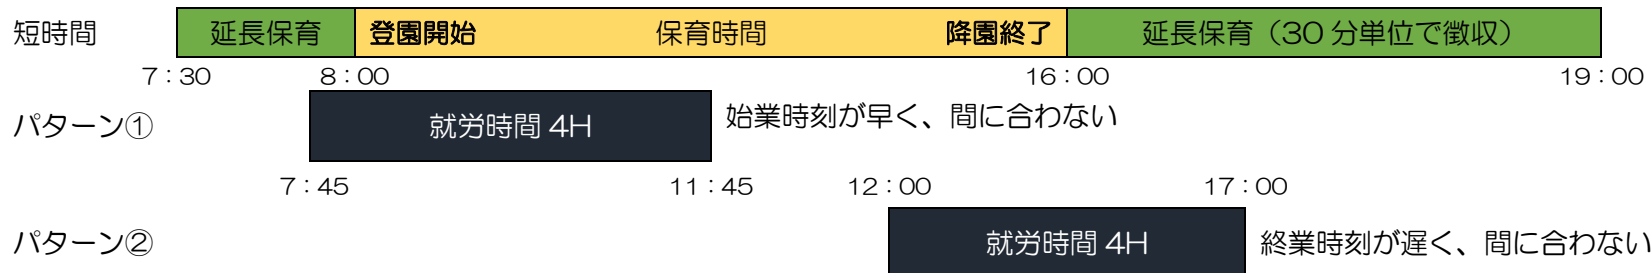 短時間 延長保育 登園開始 保育時間 降園終了 延長保育（30 分単位で徴収）
7：30 8：00 16：00 19：00
パターン① 就労時間 4H 始業時刻が早く、間に合わない
7：45 11：45 12：00 17：00
パターン② 就労時間 4H 終業時刻が遅く、間に合わない